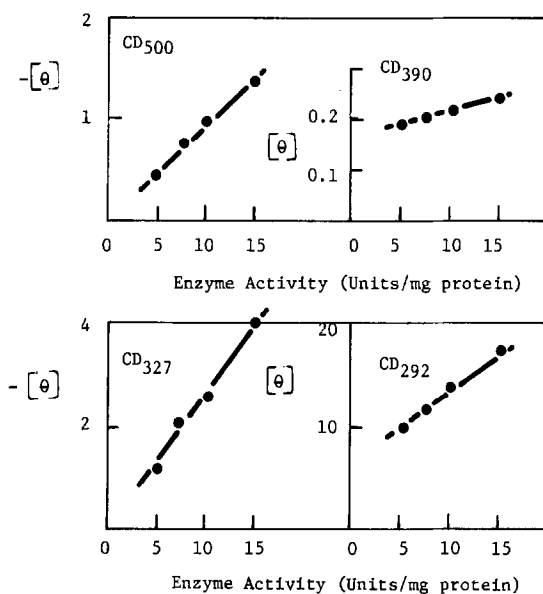 2
CD500
-[θ]
1
0
0 5 10 15
CD390
0.2
[θ]
0.1
0 5 10 15
Enzyme Activity (Units/mg protein)
4
CD327
-[θ]
2
0
0 5 10 15
20
[θ]
CD292
10
0 5 10 15
Enzyme Activity (Units/mg protein)